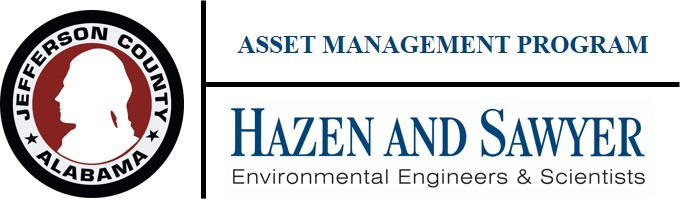 JEFFERSON COUNTY
ALABAMA
ASSET MANAGEMENT PROGRAM
HAZEN AND SAWYER
Environmental Engineers & Scientists